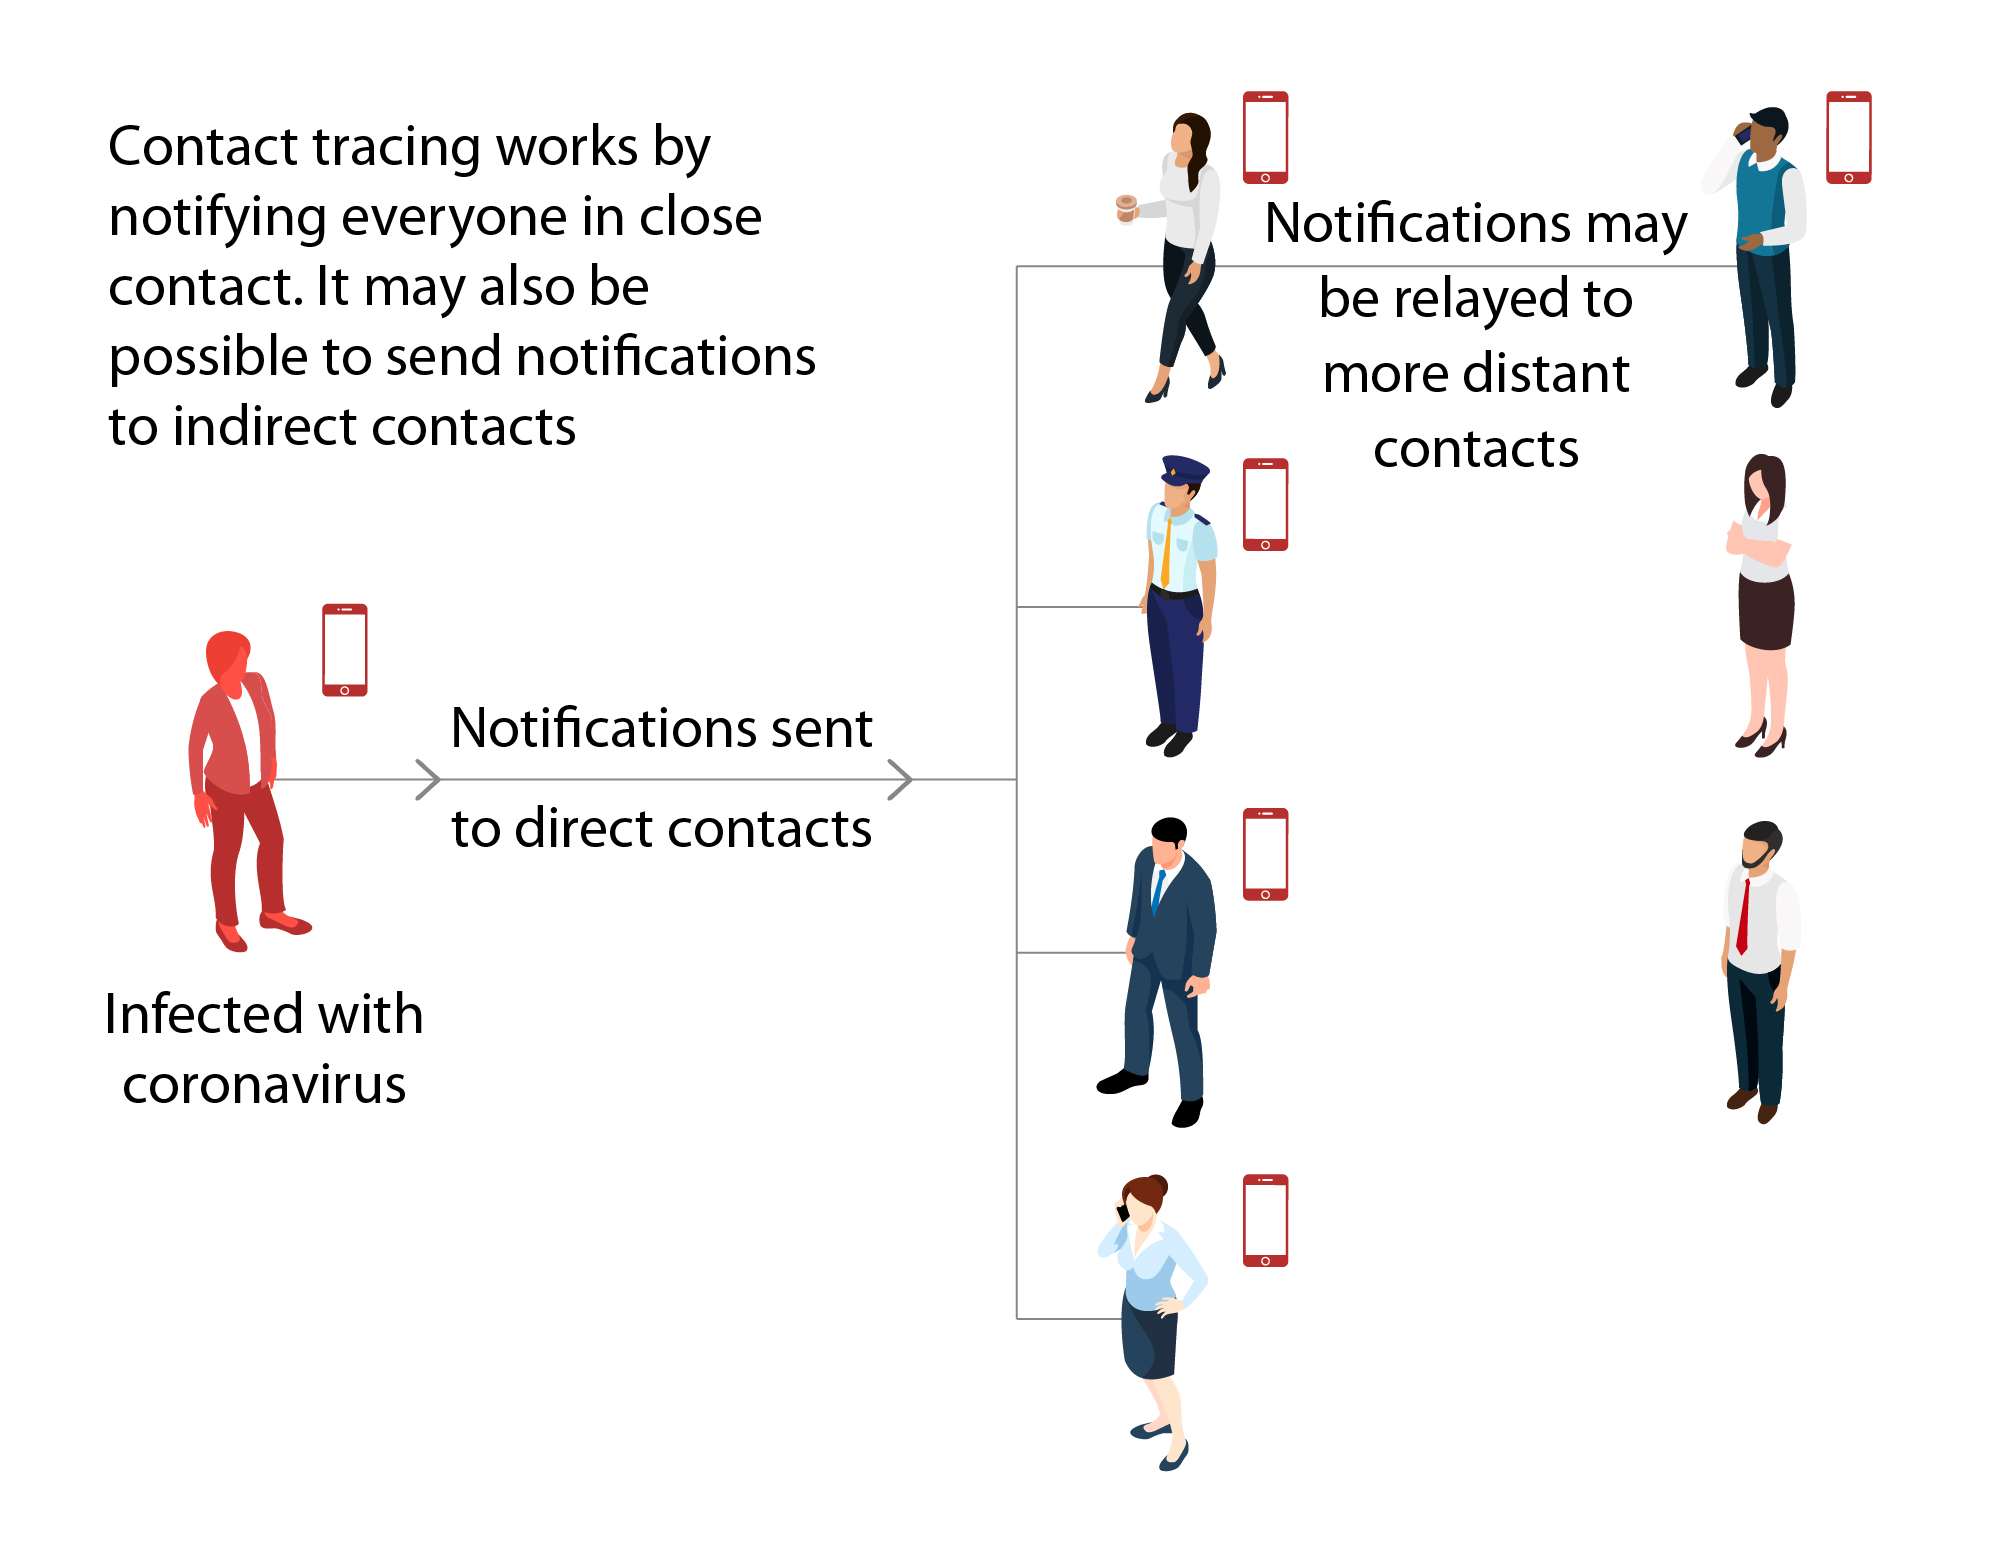 Contact tracing works by
notifying everyone in close
contact. It may also be
possible to send notifications
to indirect contacts
Notifications may
be relayed to
more distant
contacts
Notifications sent
to direct contacts
Infected with
coronavirus